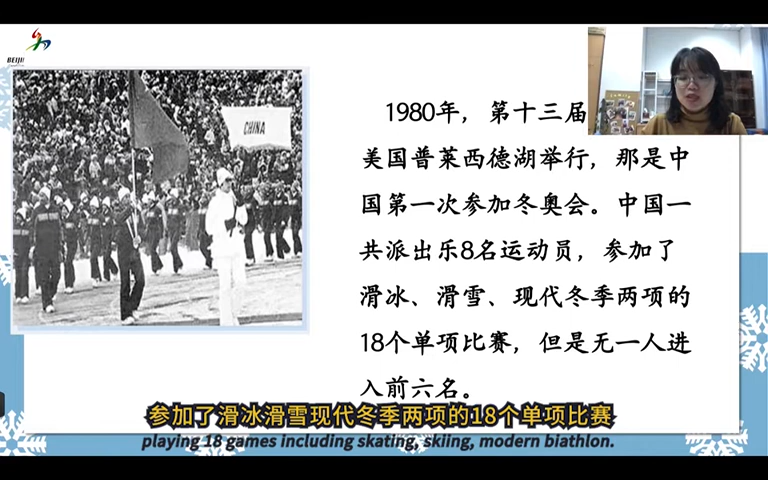 BEIJI
CHINA
1980年，第十三届
美国普莱西德湖举行，那是中
国第一次参加冬奥会。中国一
共派出乐8名运动员，参加了
滑冰、滑雪、现代冬季两项的
18个单项比赛，但是无一人进
入前六名。
参加了滑冰滑雪现代冬季两项的18个单项比赛
playing 18 games including skating, skiing, modern biathlon.